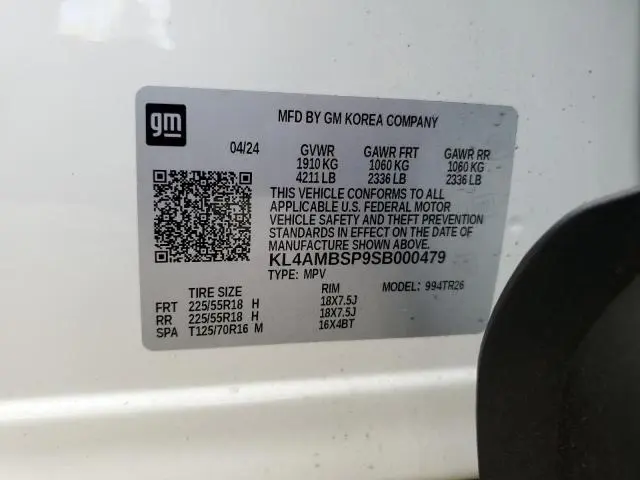 gm
MFD BY GM KOREA COMPANY
04/24 GVWR GAWR FRT GAWR RR
1910 KG 1060 KG 1060 KG
4211 LB 2336 LB 2336 LB
THIS VEHICLE CONFORMS TO ALL
APPLICABLE U.S. FEDERAL MOTOR
VEHICLE SAFETY AND THEFT PREVENTION
STANDARDS IN EFFECT ON THE DATE OF
MANUFACTURE SHOWN ABOVE.
KL4AMBSP9SB000479
TYPE: MPV MODEL: 994TR26
TIRE SIZE RIM
FRT 225/55R18 H 18X7.5J
RR 225/55R18 H 18X7.5J
SPA T125/70R16 M 16X4BT